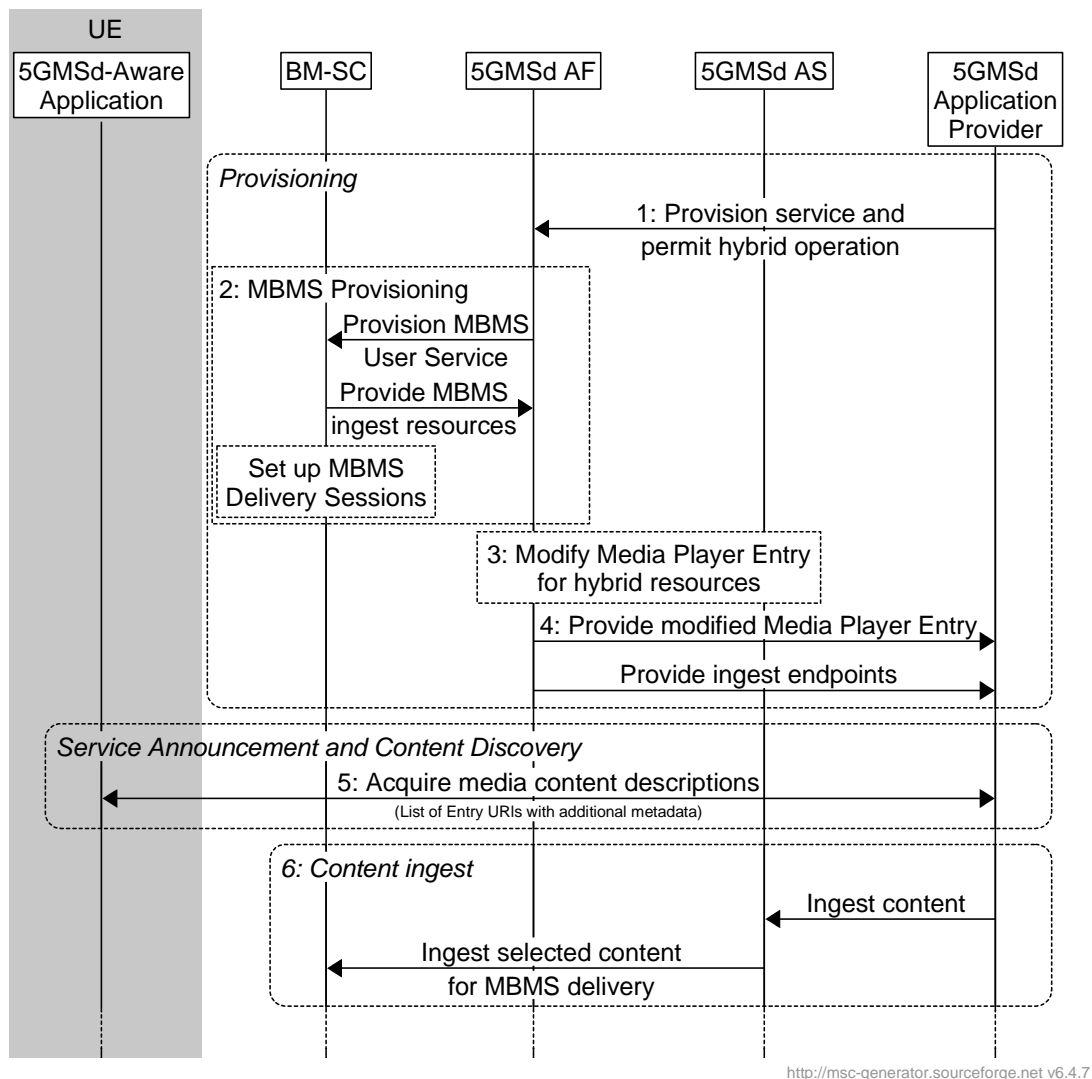 UE
5GMSd-Aware
Application
BM-SC
5GMSd AF
5GMSd AS
5GMSd
Application
Provider
Provisioning
1: Provision service and
permit hybrid operation
2: MBMS Provisioning
Provision MBMS
User Service
Provide MBMS
ingest resources
Set up MBMS
Delivery Sessions
3: Modify Media Player Entry
for hybrid resources
4: Provide modified Media Player Entry
Provide ingest endpoints
Service Announcement and Content Discovery
5: Acquire media content descriptions
(List of Entry URIs with additional metadata)
6: Content ingest
Ingest content
Ingest selected content
for MBMS delivery
http://msc-generator.sourceforge.net v6.4.7